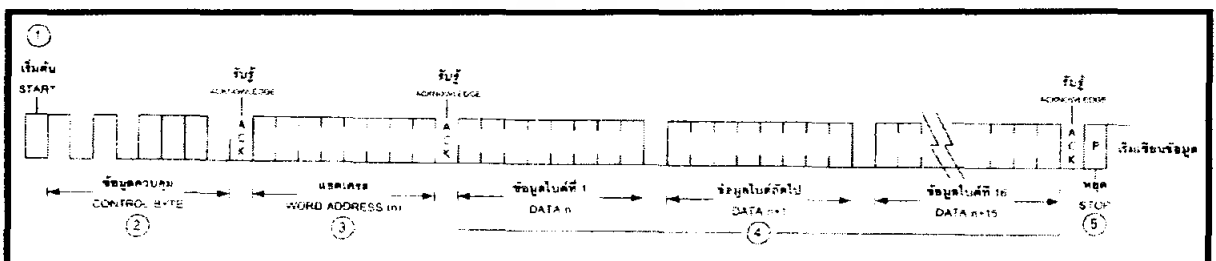 1
เริ่มต้น
START
รับรู้
ACKNOWLEDGE
รับรู้
ACKNOWLEDGE
รับรู้
ACKNOWLEDGE
ACK
ACK
ACK
P
เริ่มเขียนข้อมูล
ข้อมูลควบคุม
CONTROL BYTE
2
แอดเดรส
WORD ADDRESS (n)
3
ข้อมูลไบต์ที่ 1
DATA n
ข้อมูลไบต์ถัดไป
DATA n+1
4
ข้อมูลไบต์ที่ 16
DATA n+15
หยุด
STOP
5